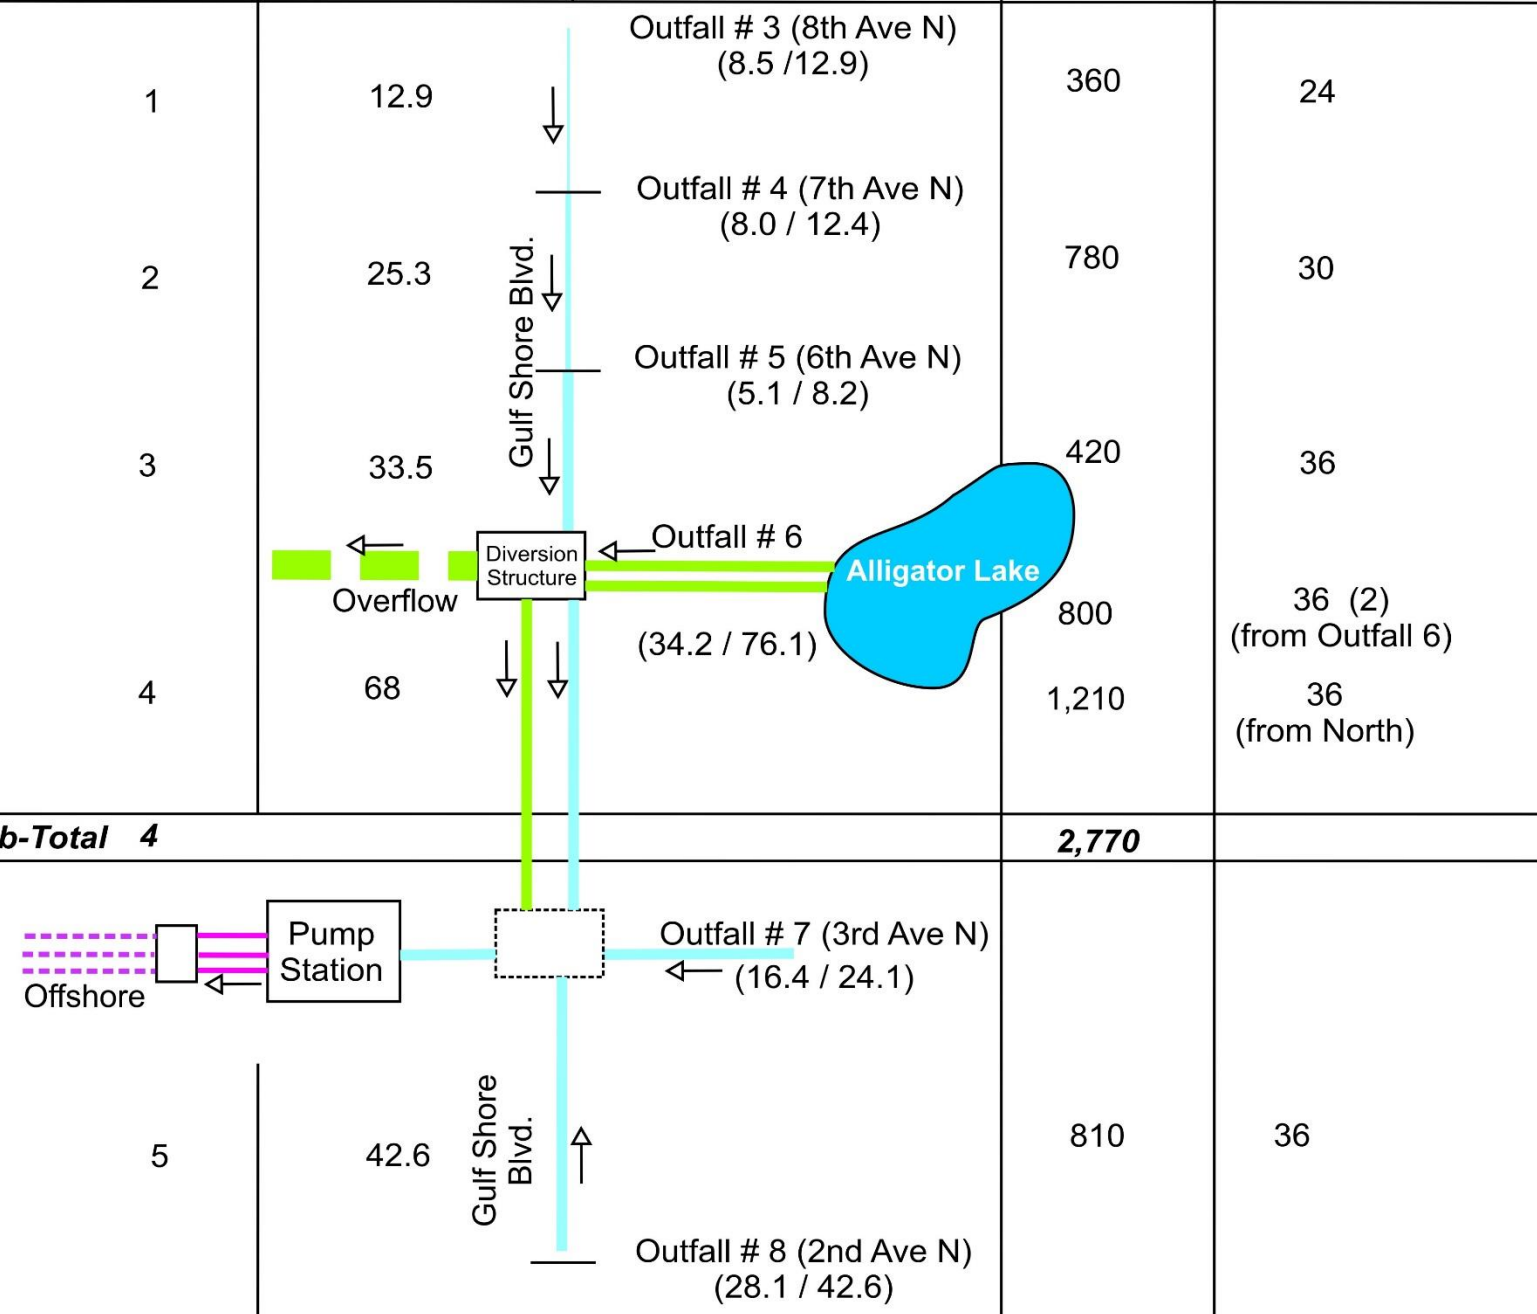 Outfall # 3 (8th Ave N)
(8.5 /12.9)
1
12.9
360
24
Outfall # 4 (7th Ave N)
(8.0 / 12.4)
2
25.3
Gulf Shore Blvd.
780
30
Outfall # 5 (6th Ave N)
(5.1 / 8.2)
3
33.5
420
36
Outfall # 6
Diversion
Structure
Alligator Lake
Overflow
800
36 (2)
(from Outfall 6)
(34.2 / 76.1)
4
68
1,210
36
(from North)
b-Total 4
2,770
Pump
Station
Outfall # 7 (3rd Ave N)
(16.4 / 24.1)
Offshore
5
42.6
Gulf Shore
Blvd.
810
36
Outfall # 8 (2nd Ave N)
(28.1 / 42.6)